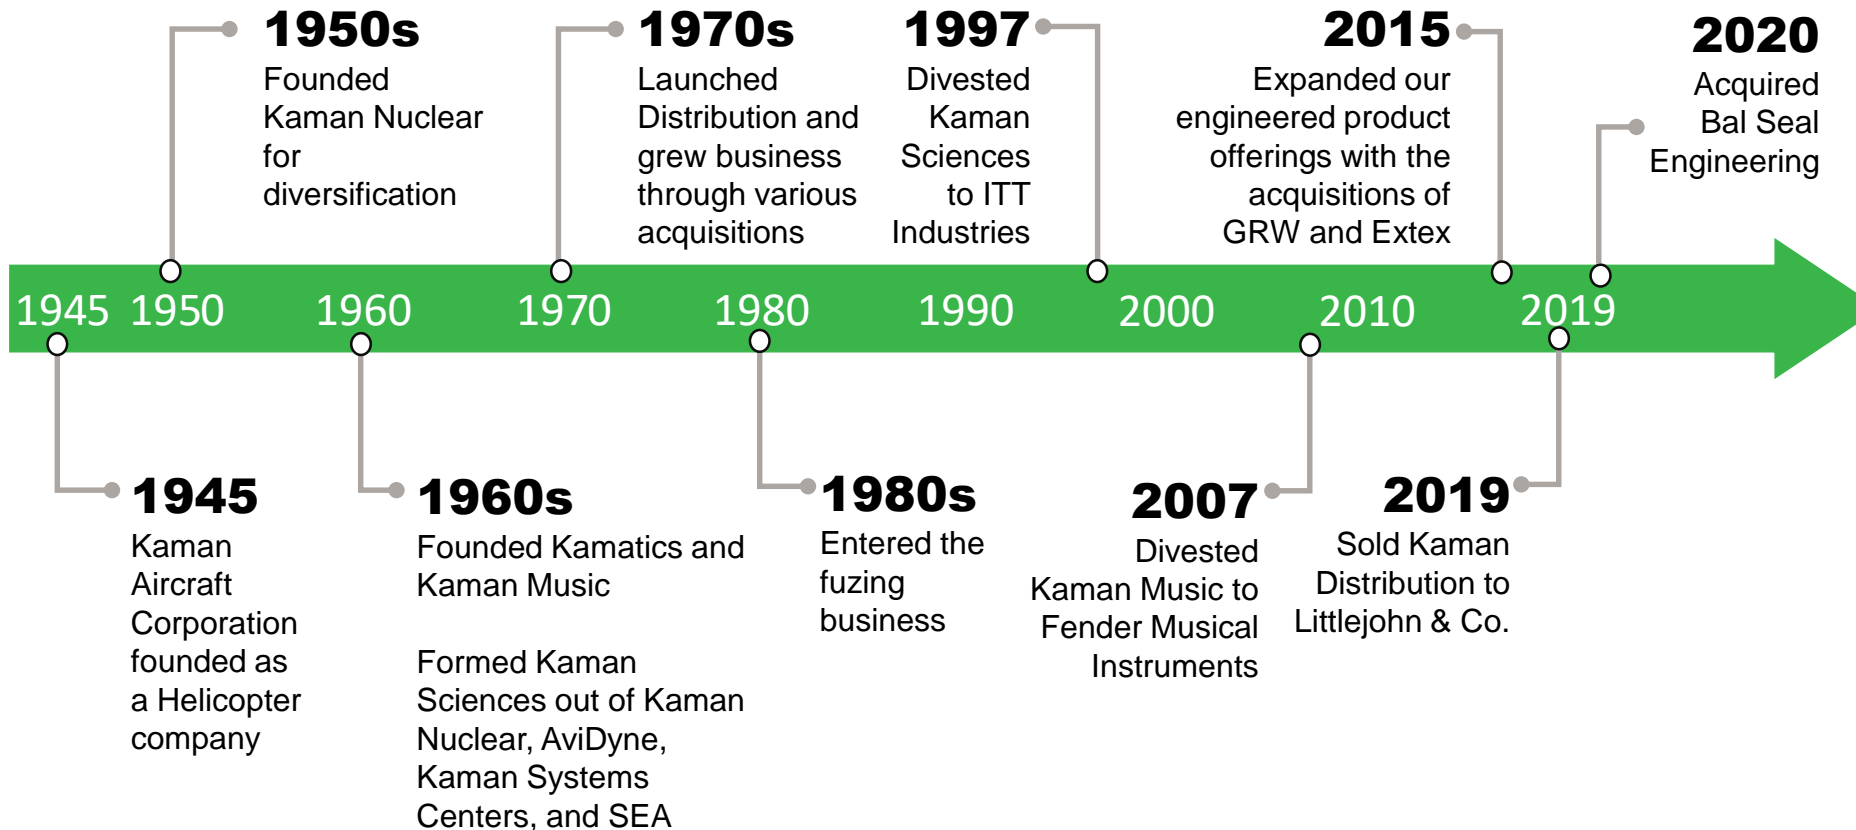 1950s
Founded
Kaman Nuclear
for
diversification
1970s
Launched
Distribution and
grew business
through various
acquisitions
1997
Divested
Kaman
Sciences
to ITT
Industries
2015
Expanded our
engineered product
offerings with the
acquisitions of
GRW and Extex
2020
Acquired
Bal Seal
Engineering
1945 1950 1960 1970 1980 1990 2000 2010 2019
1945
Kaman
Aircraft
Corporation
founded as
a Helicopter
company
1960s
Founded Kamatics and
Kaman Music
Formed Kaman
Sciences out of Kaman
Nuclear, AviDyne,
Kaman Systems
Centers, and SEA
1980s
Entered the
fuzing
business
2007
Divested
Kaman Music to
Fender Musical
Instruments
2019
Sold Kaman
Distribution to
Littlejohn & Co.